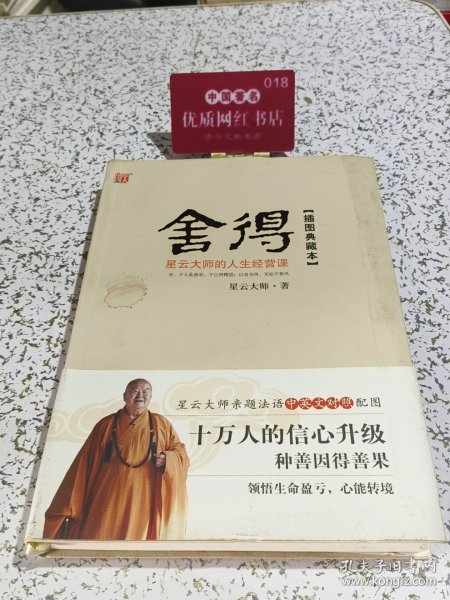 018
中国著名
优质网红书店
舍得
【插图典藏本】
星云大师的人生经营课
星云大师·著
星云大师亲题法语中英文对照配图
十万人的信心升级
种善因得善果
领悟生命盈亏，心能转境
孔夫子旧书网
www.kongfz.com